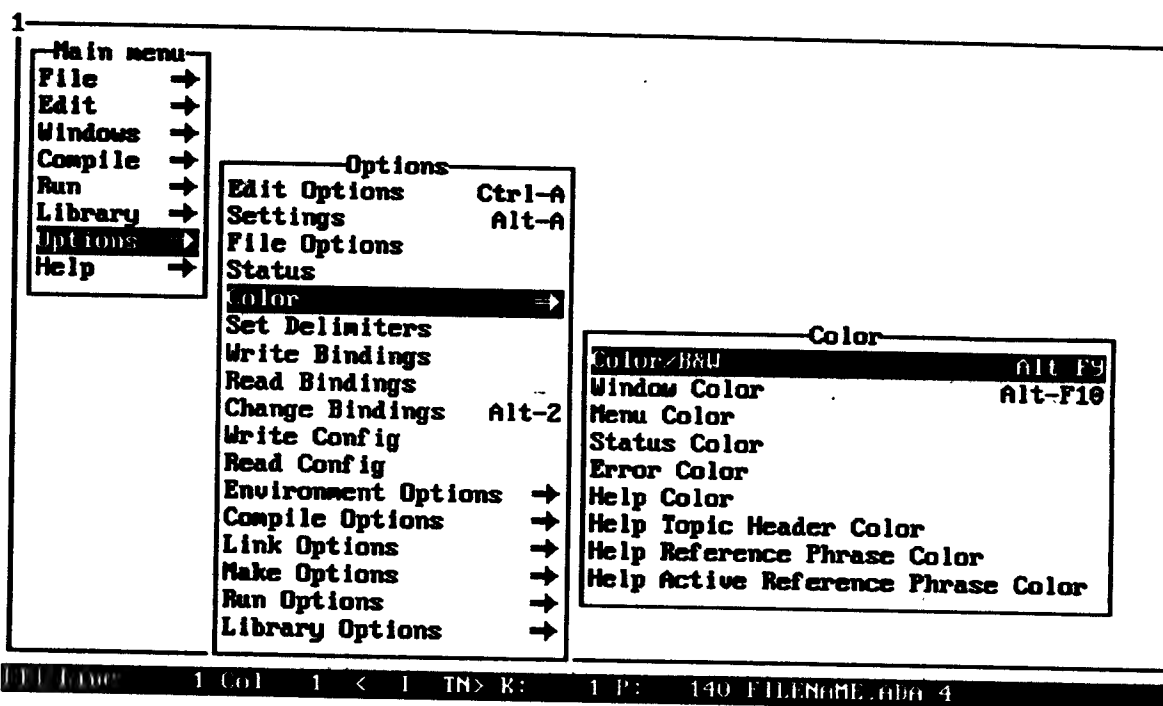 1
Main menu
File →
Edit →
Windows →
Compile →
Run →
Library →
Options →
Help →
Options
Edit Options Ctrl-A
Settings Alt-A
File Options
Status
Color →
Set Delimiters
Write Bindings
Read Bindings
Change Bindings Alt-2
Write Config
Read Config
Environment Options →
Compile Options →
Link Options →
Make Options →
Run Options →
Library Options →
Color
Color/B&W Alt-F9
Window Color Alt-F10
Menu Color
Status Color
Error Color
Help Color
Help Topic Header Color
Help Reference Phrase Color
Help Active Reference Phrase Color
1 Col 1 < I TN> K: 1 P: 140 FILENAME.ADA 4